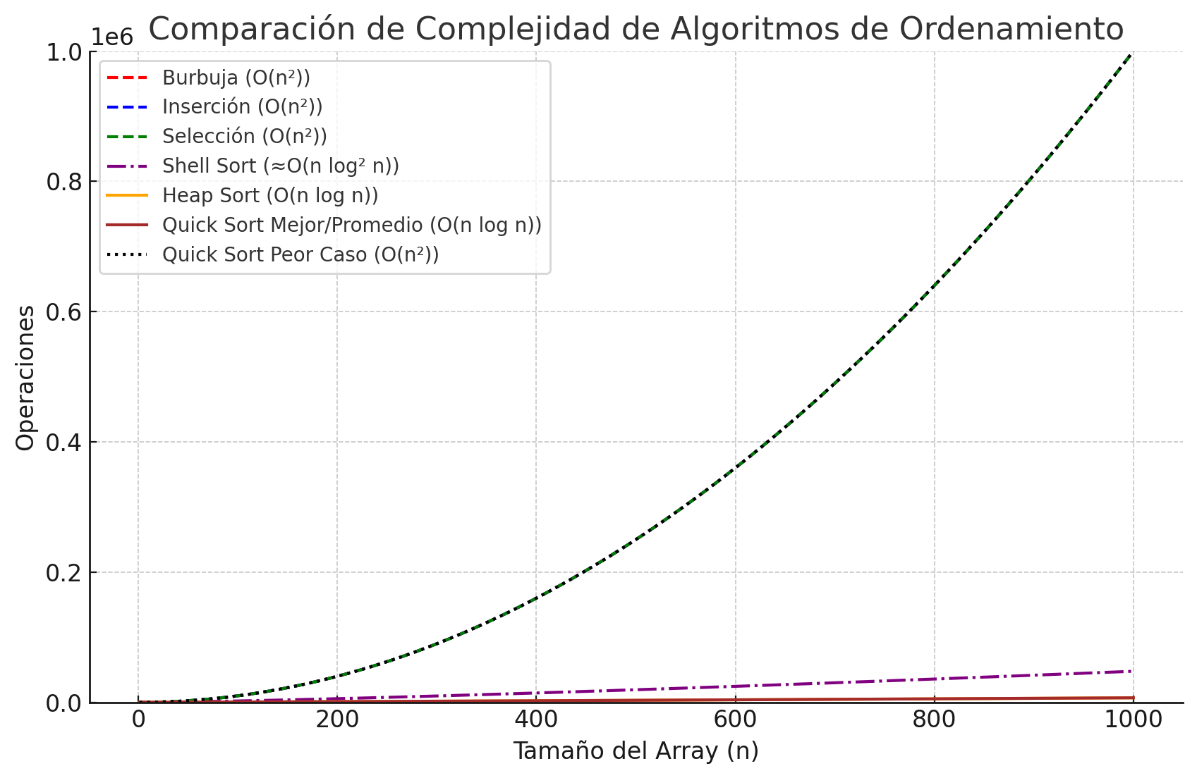 Comparación de Complejidad de Algoritmos de Ordenamiento
1e6
1.0
0.8
0.6
0.4
0.2
0.0
Operaciones
Burbuja (O(n²))
Inserción (O(n²))
Selección (O(n²))
Shell Sort (≈O(n log² n))
Heap Sort (O(n log n))
Quick Sort Mejor/Promedio (O(n log n))
Quick Sort Peor Caso (O(n²))
0 200 400 600 800 1000
Tamaño del Array (n)